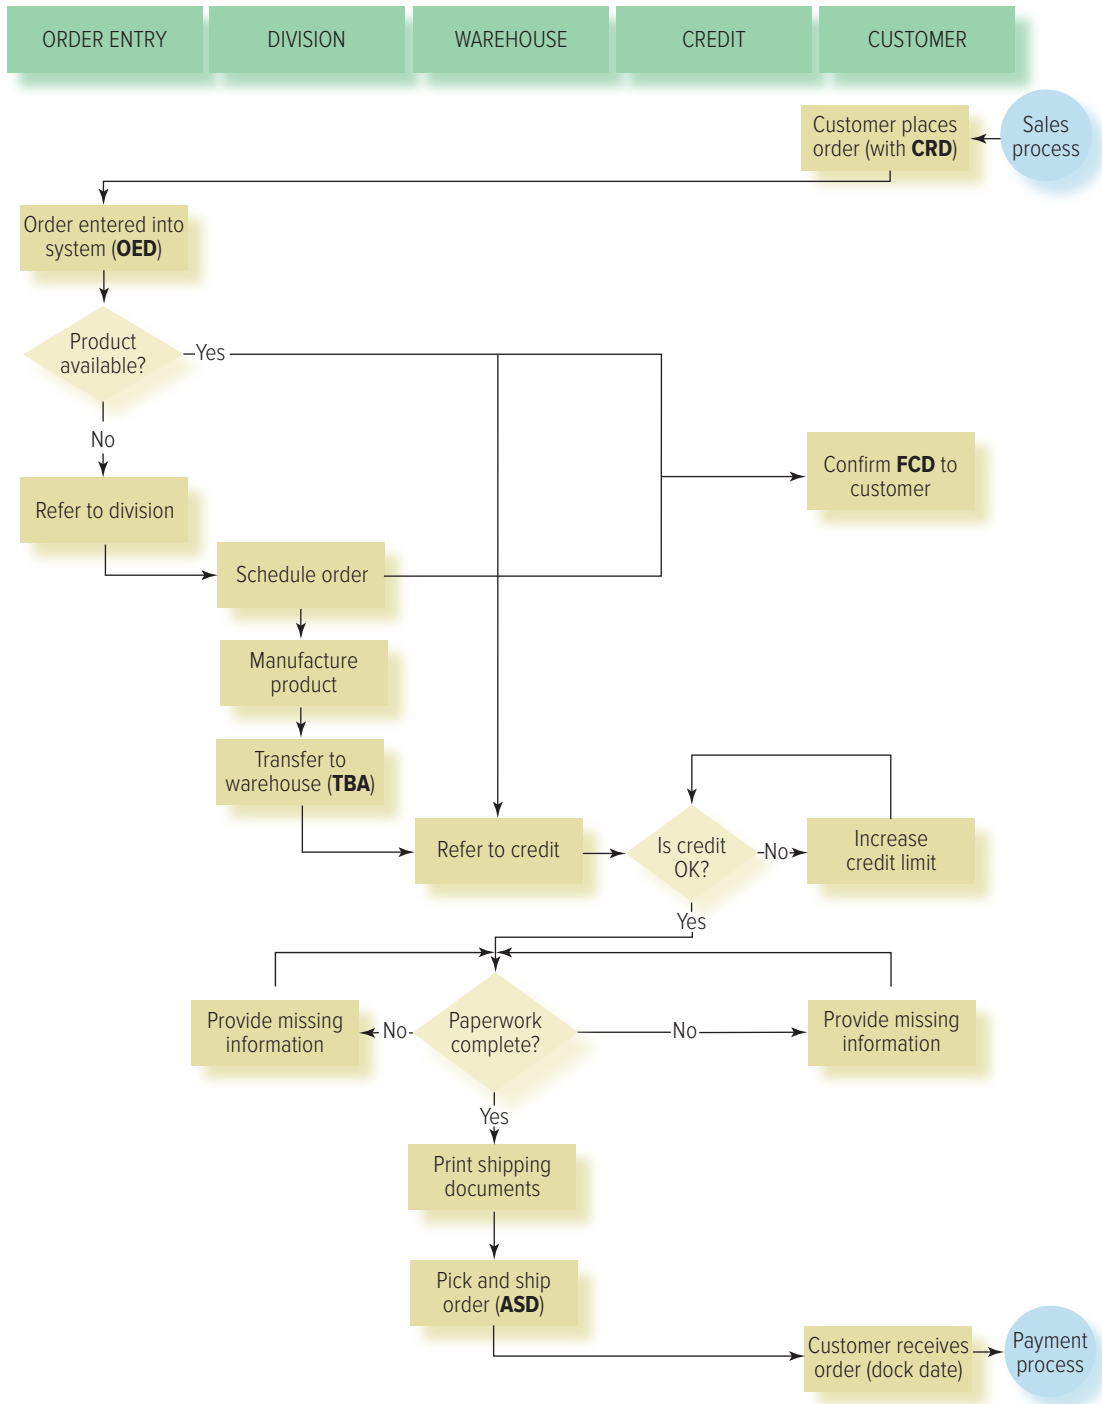 ORDER ENTRY
DIVISION
WAREHOUSE
CREDIT
CUSTOMER
Customer places
order (with CRD)
Sales
process
Order entered into
system (OED)
Product
available?
Yes
No
Confirm FCD to
customer
Refer to division
Schedule order
Manufacture
product
Transfer to
warehouse (TBA)
Refer to credit
Is credit
OK?
No
Increase
credit limit
Yes
Provide missing
information
No
Paperwork
complete?
No
Provide missing
information
Yes
Print shipping
documents
Pick and ship
order (ASD)
Customer receives
order (dock date)
Payment
process